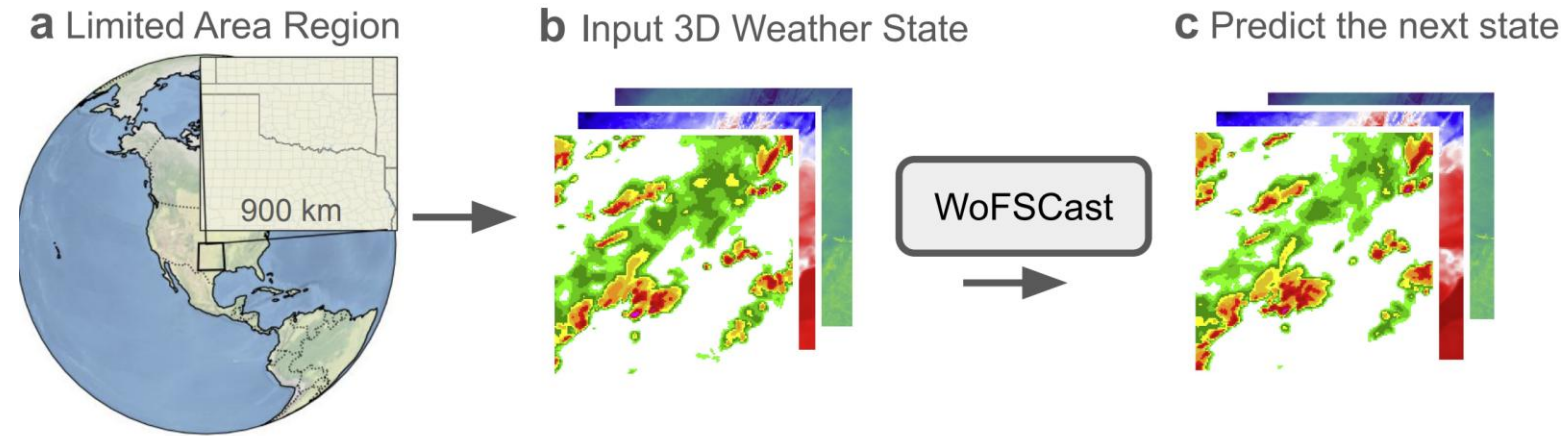 a Limited Area Region
b Input 3D Weather State
c Predict the next state
900 km
WoFSCast